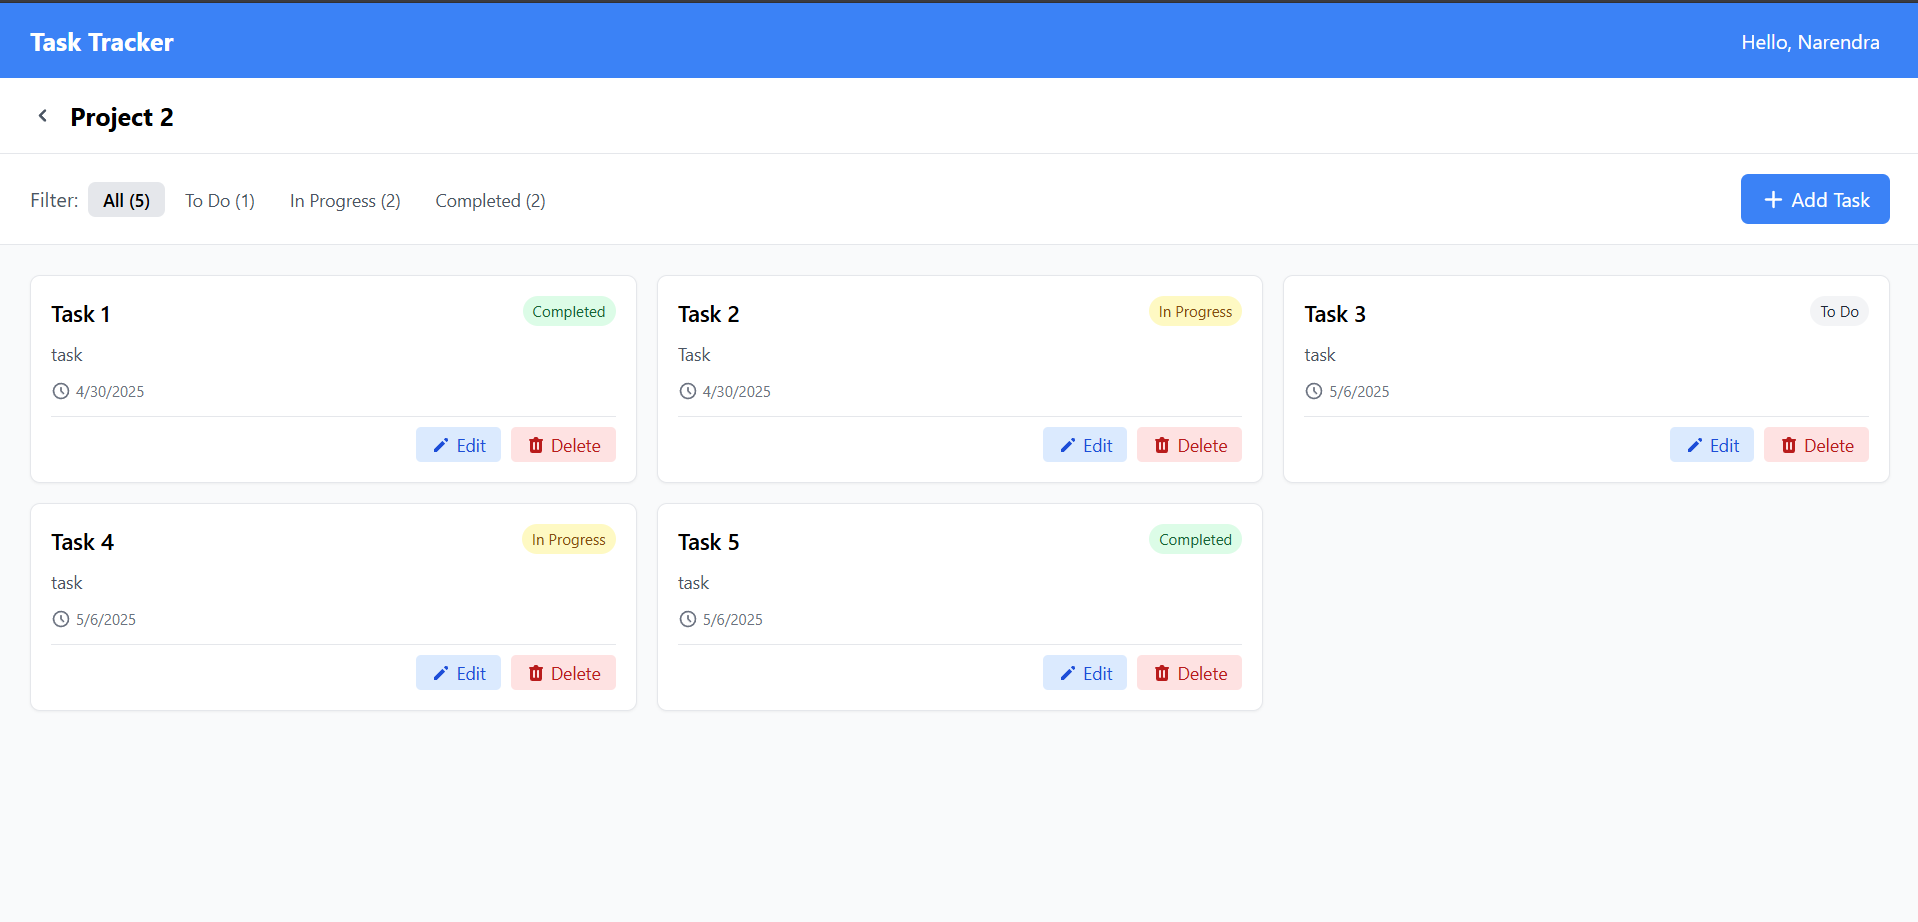 Task Tracker
Hello, Narendra
Project 2
Filter: All (5) To Do (1) In Progress (2) Completed (2)
+ Add Task
Task 1
Completed
task
4/30/2025
Edit Delete
Task 2
In Progress
Task
4/30/2025
Edit Delete
Task 3
To Do
task
5/6/2025
Edit Delete
Task 4
In Progress
task
5/6/2025
Edit Delete
Task 5
Completed
task
5/6/2025
Edit Delete